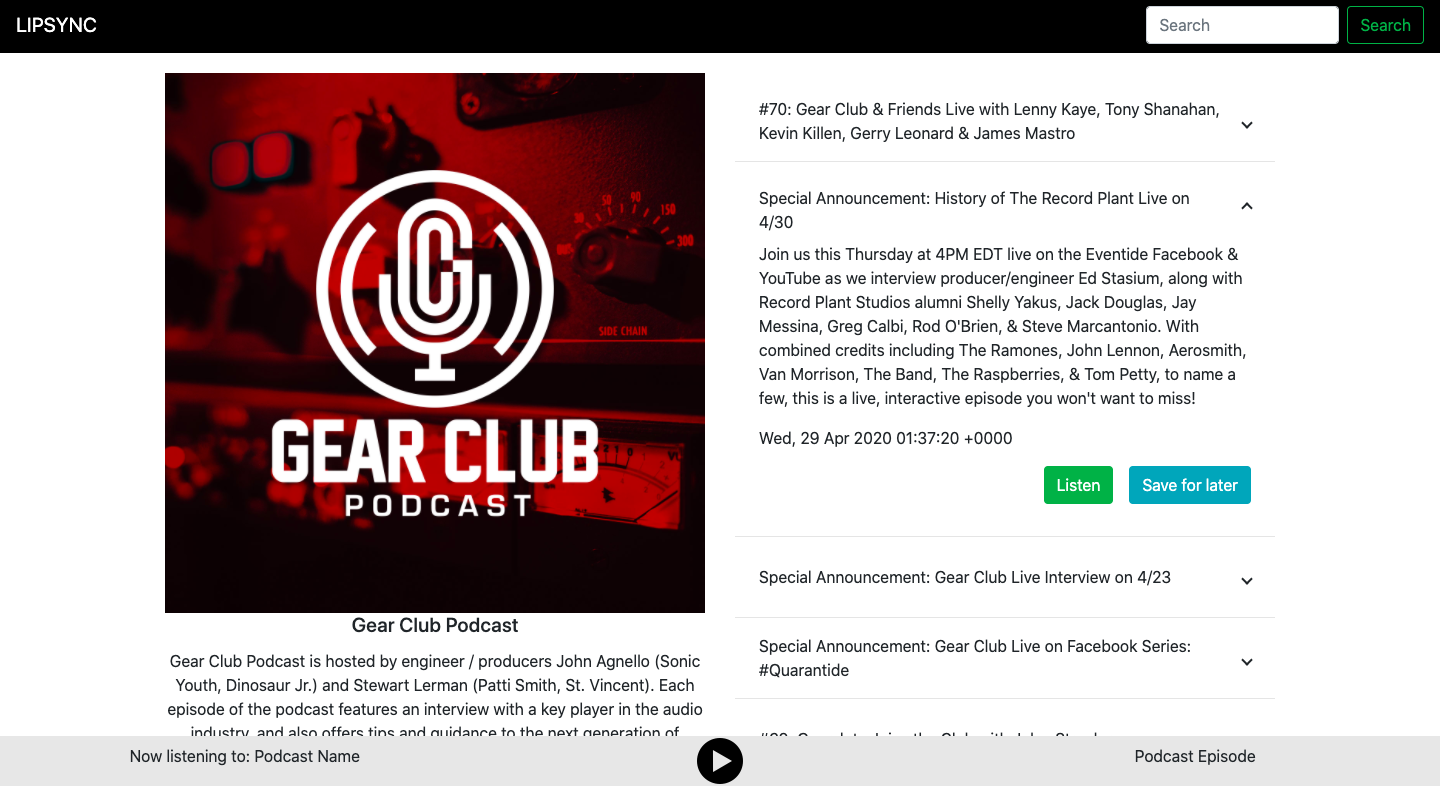 LIPSYNC
Search
Search
30
50
90
150
300
SIDE CHAIN
GEAR CLUB
PODCAST
Gear Club Podcast
Gear Club Podcast is hosted by engineer / producers John Agnello (Sonic
Youth, Dinosaur Jr.) and Stewart Lerman (Patti Smith, St. Vincent). Each
episode of the podcast features an interview with a key player in the audio
industry, and also offers tips and guidance to the next generation of
#70: Gear Club & Friends Live with Lenny Kaye, Tony Shanahan,
Kevin Killen, Gerry Leonard & James Mastro
Special Announcement: History of The Record Plant Live on
4/30
Join us this Thursday at 4PM EDT live on the Eventide Facebook &
YouTube as we interview producer/engineer Ed Stasium, along with
Record Plant Studios alumni Shelly Yakus, Jack Douglas, Jay
Messina, Greg Calbi, Rod O'Brien, & Steve Marcantonio. With
combined credits including The Ramones, John Lennon, Aerosmith,
Van Morrison, The Band, The Raspberries, & Tom Petty, to name a
few, this is a live, interactive episode you won't want to miss!
Wed, 29 Apr 2020 01:37:20 +0000
Listen
Save for later
Special Announcement: Gear Club Live Interview on 4/23
Special Announcement: Gear Club Live on Facebook Series:
#Quarantide
Now listening to: Podcast Name
Podcast Episode